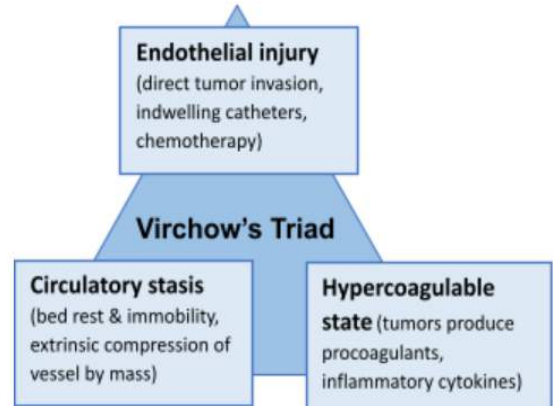 Endothelial injury
(direct tumor invasion,
indwelling catheters,
chemotherapy)
Virchow's Triad
Circulatory stasis
(bed rest & immobility,
extrinsic compression of
vessel by mass)
Hypercoagulable
state (tumors produce
procoagulants,
inflammatory cytokines)